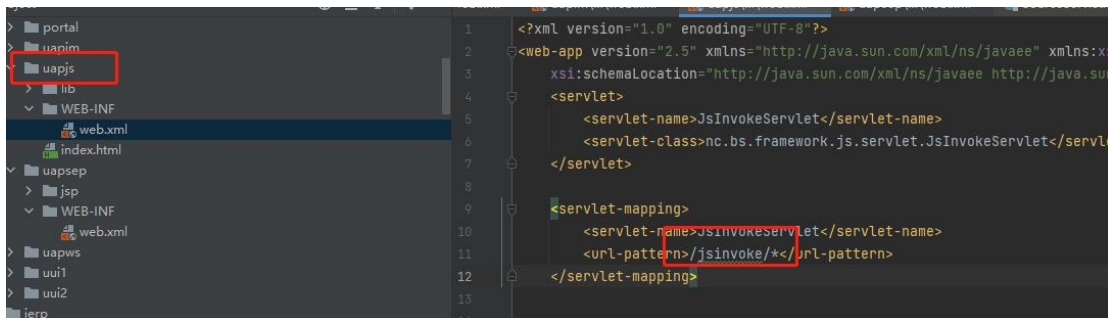 portal
uapim
uapjs
lib
WEB-INF
web.xml
index.html
uapsep
jsp
WEB-INF
web.xml
uapws
uui1
uui2
ierp
1 <?xml version="1.0" encoding="UTF-8"?>
2 <web-app version="2.5" xmlns="http://java.sun.com/xml/ns/javaee" xmlns:x
3 xsi:schemaLocation="http://java.sun.com/xml/ns/javaee http://java.su
4 <servlet>
5 <servlet-name>JsInvokeServlet</servlet-name>
6 <servlet-class>nc.bs.framework.js.servlet.JsInvokeServlet</servl
7 </servlet>
8
9 <servlet-mapping>
10 <servlet-name>JsInvokeServlet</servlet-name>
11 <url-pattern>/jsinvoke/*</url-pattern>
12 </servlet-mapping>
13